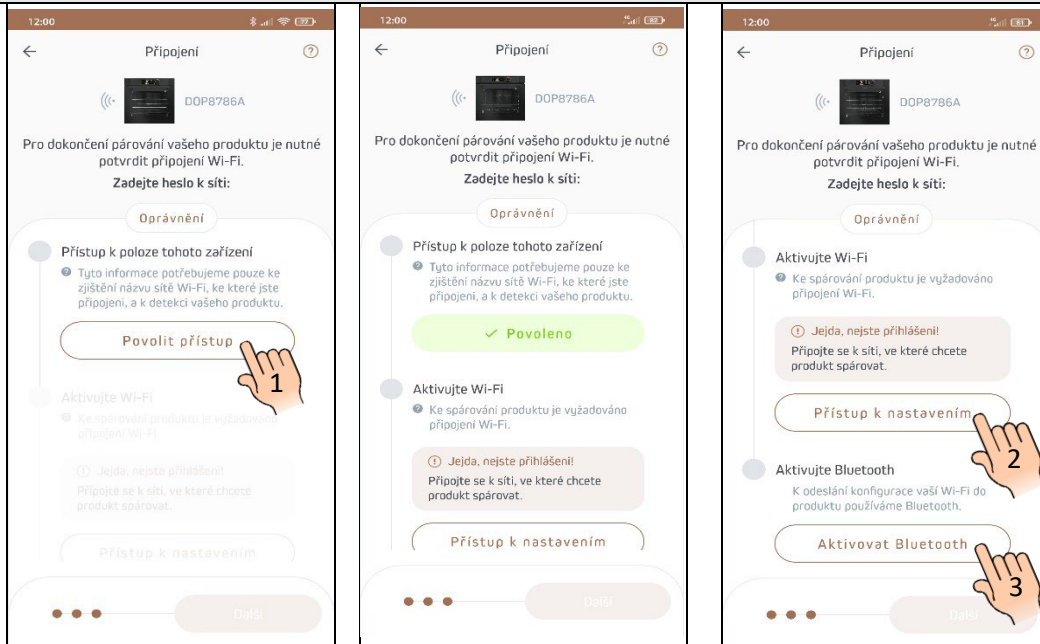 12:00
77
Připojení
?
DOP8786A
Pro dokončení párování vašeho produktu je nutné
potvrdit připojení Wi-Fi.
Zadejte heslo k síti:
Oprávnění
Přístup k poloze tohoto zařízení
Tyto informace potřebujeme pouze ke
zjištění názvu sítě Wi-Fi, ke které jste
připojeni, a k detekci vašeho produktu.
Povolit přístup
1
Aktivujte Wi-Fi
Ke spárování produktu je vyžadováno
připojení Wi-Fi.
Jejda, nejste přihlášeni!
Připojte se k síti, ve které chcete
produkt spárovat.
Přístup k nastavením
Další
12:00
4G
82
Připojení
?
DOP8786A
Pro dokončení párování vašeho produktu je nutné
potvrdit připojení Wi-Fi.
Zadejte heslo k síti:
Oprávnění
Přístup k poloze tohoto zařízení
Tyto informace potřebujeme pouze ke
zjištění názvu sítě Wi-Fi, ke které jste
připojeni, a k detekci vašeho produktu.
Povoleno
Aktivujte Wi-Fi
Ke spárování produktu je vyžadováno
připojení Wi-Fi.
Jejda, nejste přihlášeni!
Připojte se k síti, ve které chcete
produkt spárovat.
Přístup k nastavením
Další
12:00
4G
81
Připojení
?
DOP8786A
Pro dokončení párování vašeho produktu je nutné
potvrdit připojení Wi-Fi.
Zadejte heslo k síti:
Oprávnění
Aktivujte Wi-Fi
Ke spárování produktu je vyžadováno
připojení Wi-Fi.
Jejda, nejste přihlášeni!
Připojte se k síti, ve které chcete
produkt spárovat.
Přístup k nastavením
2
Aktivujte Bluetooth
K odeslání konfigurace vaší Wi-Fi do
produktu používáme Bluetooth.
Aktivovat Bluetooth
3
Další